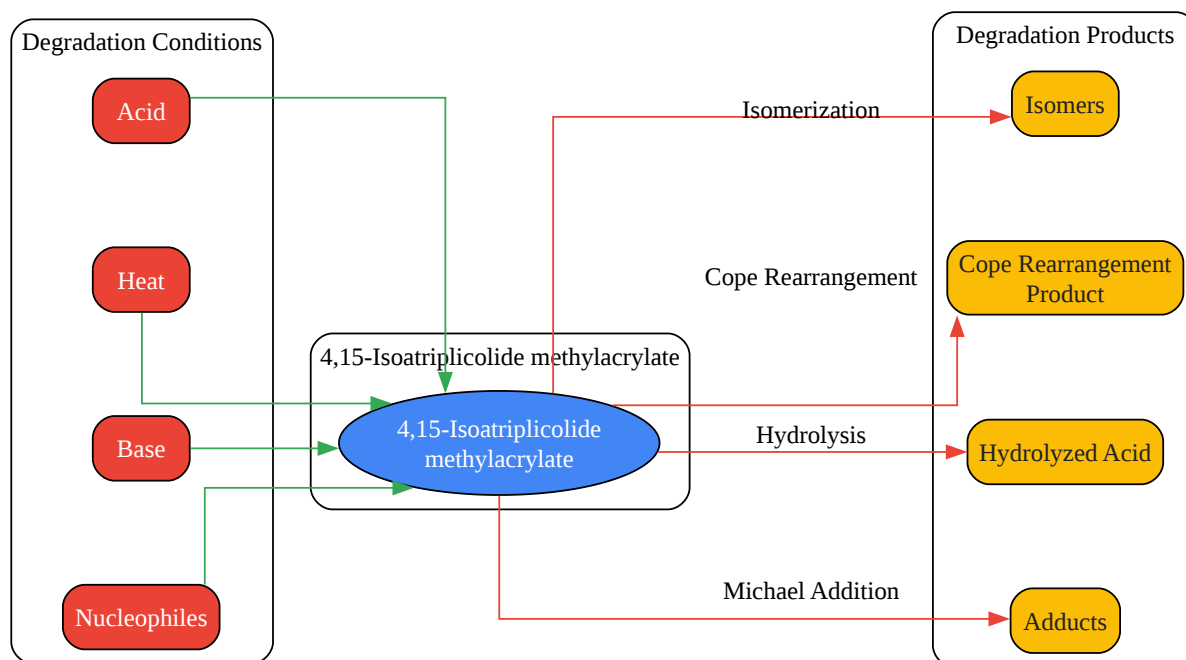 Degradation Conditions
Acid
Heat
Base
Nucleophiles
4,15-Isoatriplicolide methylacrylate
4,15-Isoatriplicolide
methylacrylate
Isomerization
Cope Rearrangement
Hydrolysis
Michael Addition
Degradation Products
Isomers
Cope Rearrangement
Product
Hydrolyzed Acid
Adducts